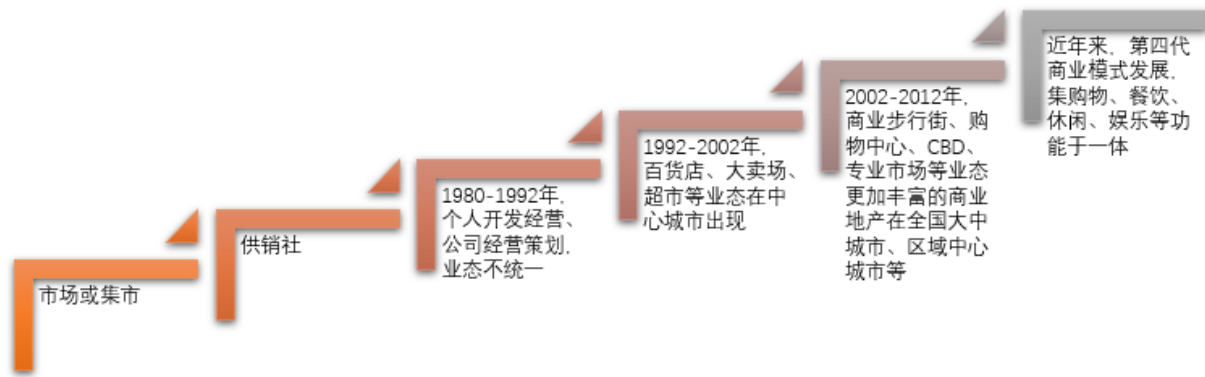 市场或集市
供销社
1980-1992年，
个人开发经营、
公司经营策划，
业态不统一
1992-2002年，
百货店、大卖场、
超市等业态在中
心城市出现
2002-2012年，
商业步行街、购
物中心、CBD、
专业市场等业态
更加丰富的商业
地产在全国大中
城市、区域中心
城市等
近年来，第四代
商业模式发展，
集购物、餐饮、
休闲、娱乐等功
能于一体